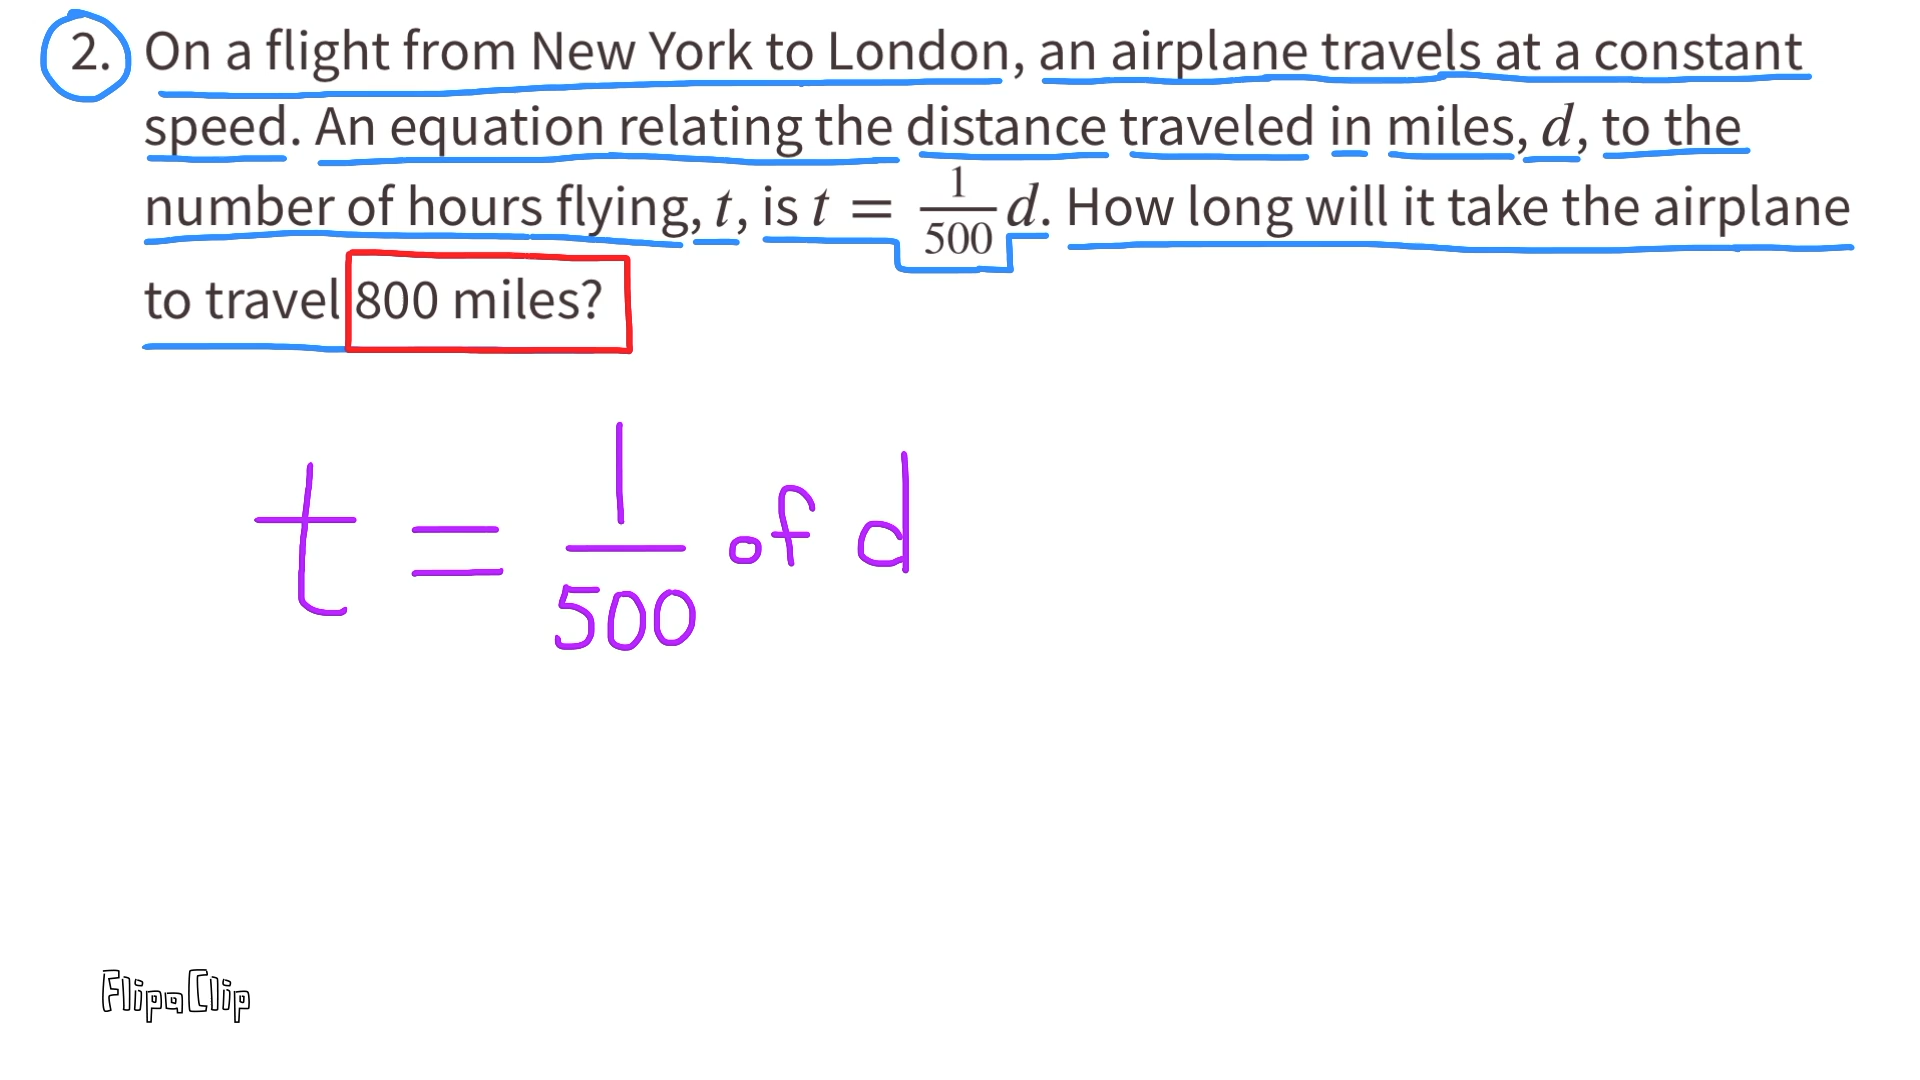 2. On a flight from New York to London, an airplane travels at a constant
speed. An equation relating the distance traveled in miles, d, to the
number of hours flying, t, is t = 1/500 d. How long will it take the airplane
to travel 800 miles?
t = 1/500 of d
FlipaClip